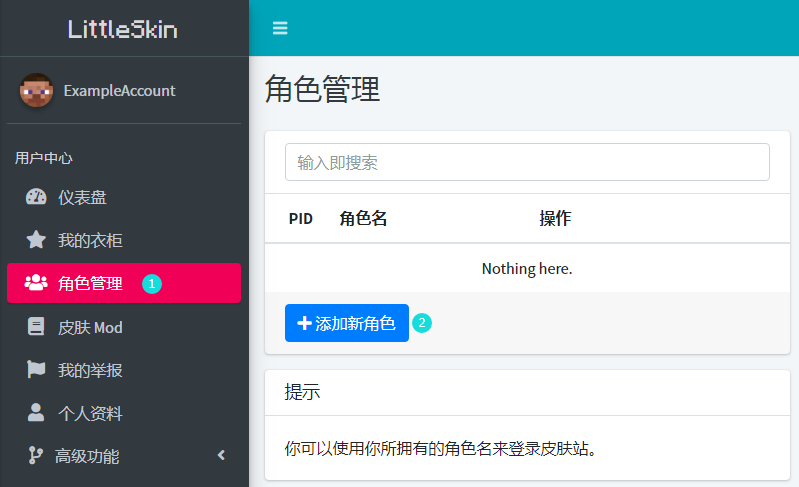 LittleSkin
ExampleAccount
用户中心
仪表盘
我的衣柜
角色管理 1
皮肤 Mod
我的举报
个人资料
高级功能
角色管理
输入即搜索
PID 角色名 操作
Nothing here.
添加新角色 2
提示
你可以使用你所拥有的角色名来登录皮肤站。